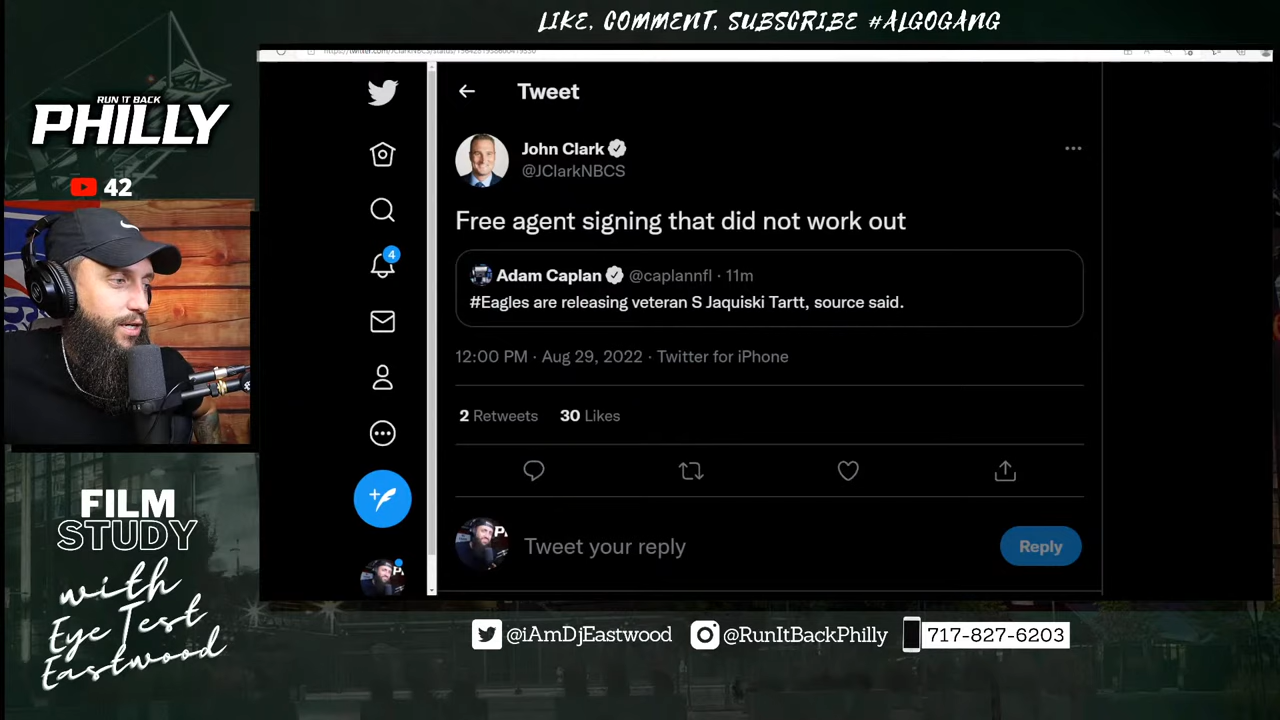 LIKE, COMMENT, SUBSCRIBE #ALGOGANG
RUN IT BACK
PHILLY
42
Tweet
John Clark
@JClarkNBCS
Free agent signing that did not work out
Adam Caplan @caplannfl · 11m
#Eagles are releasing veteran S Jaquiski Tartt, source said.
12:00 PM · Aug 29, 2022 · Twitter for iPhone
2 Retweets 30 Likes
4
Tweet your reply
Reply
FILM
STUDY
with
Eye Test
Eastwood
@iAmDjEastwood @RunItBackPhilly 717-827-6203